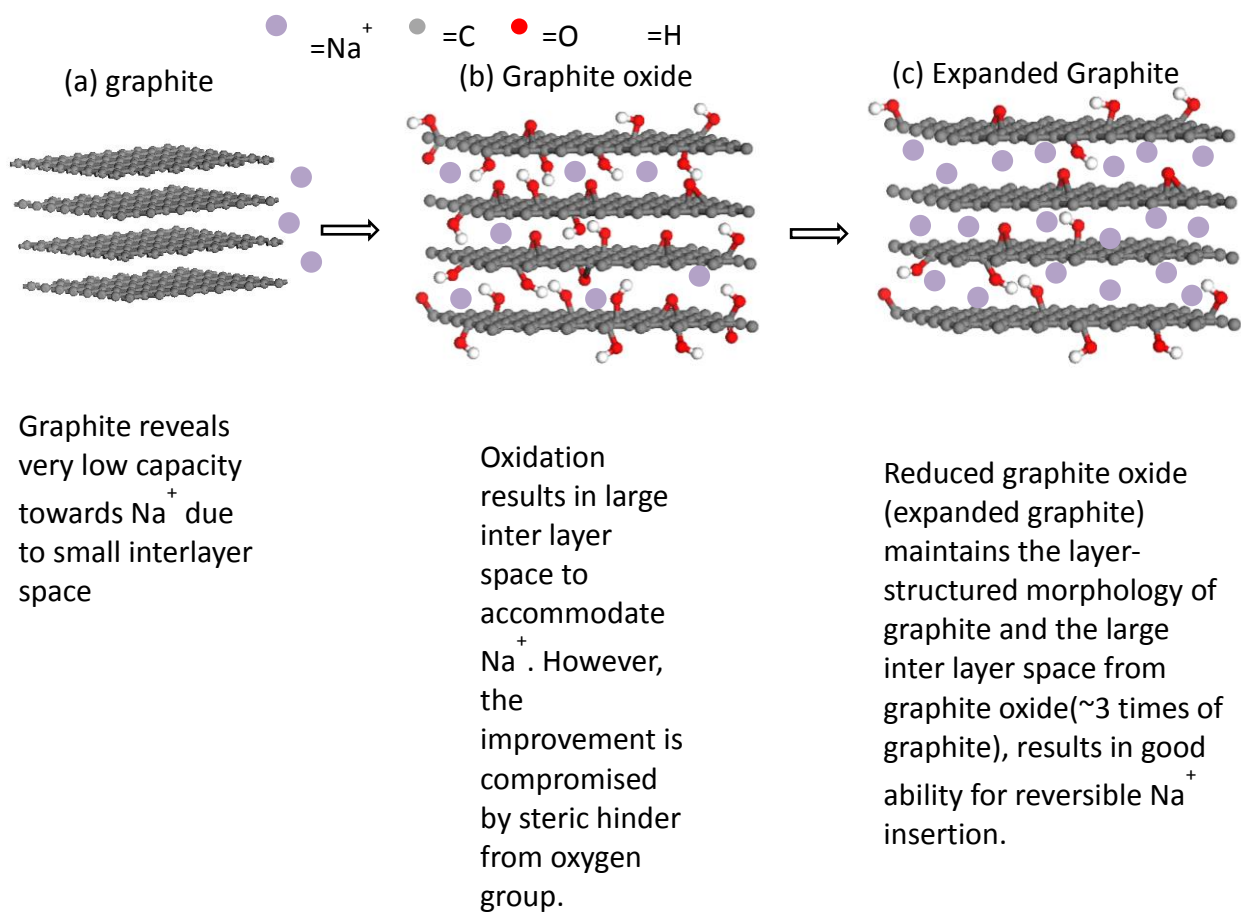 =Na+ =C =O =H
(a) graphite
(b) Graphite oxide
(c) Expanded Graphite
Graphite reveals
very low capacity
towards Na+ due
to small interlayer
space
Oxidation
results in large
inter layer
space to
accommodate
Na+. However,
the
improvement is
compromised
by steric hinder
from oxygen
group.
Reduced graphite oxide
(expanded graphite)
maintains the layer-
structured morphology of
graphite and the large
inter layer space from
graphite oxide(~3 times of
graphite), results in good
ability for reversible Na+
insertion.